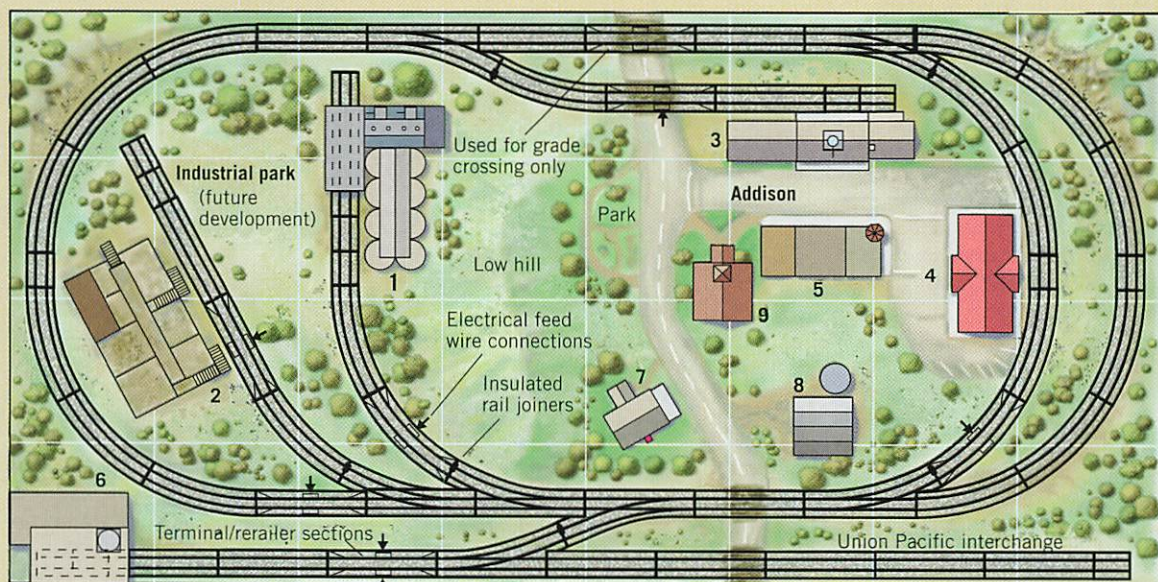 Used for grade
crossing only
3
Industrial park
(future
development)
Addison
Park
1
Low hill
4
5
9
Electrical feed
wire connections
Insulated
rail joiners
2
7
8
6
Terminal/rerailer sections
Union Pacific interchange